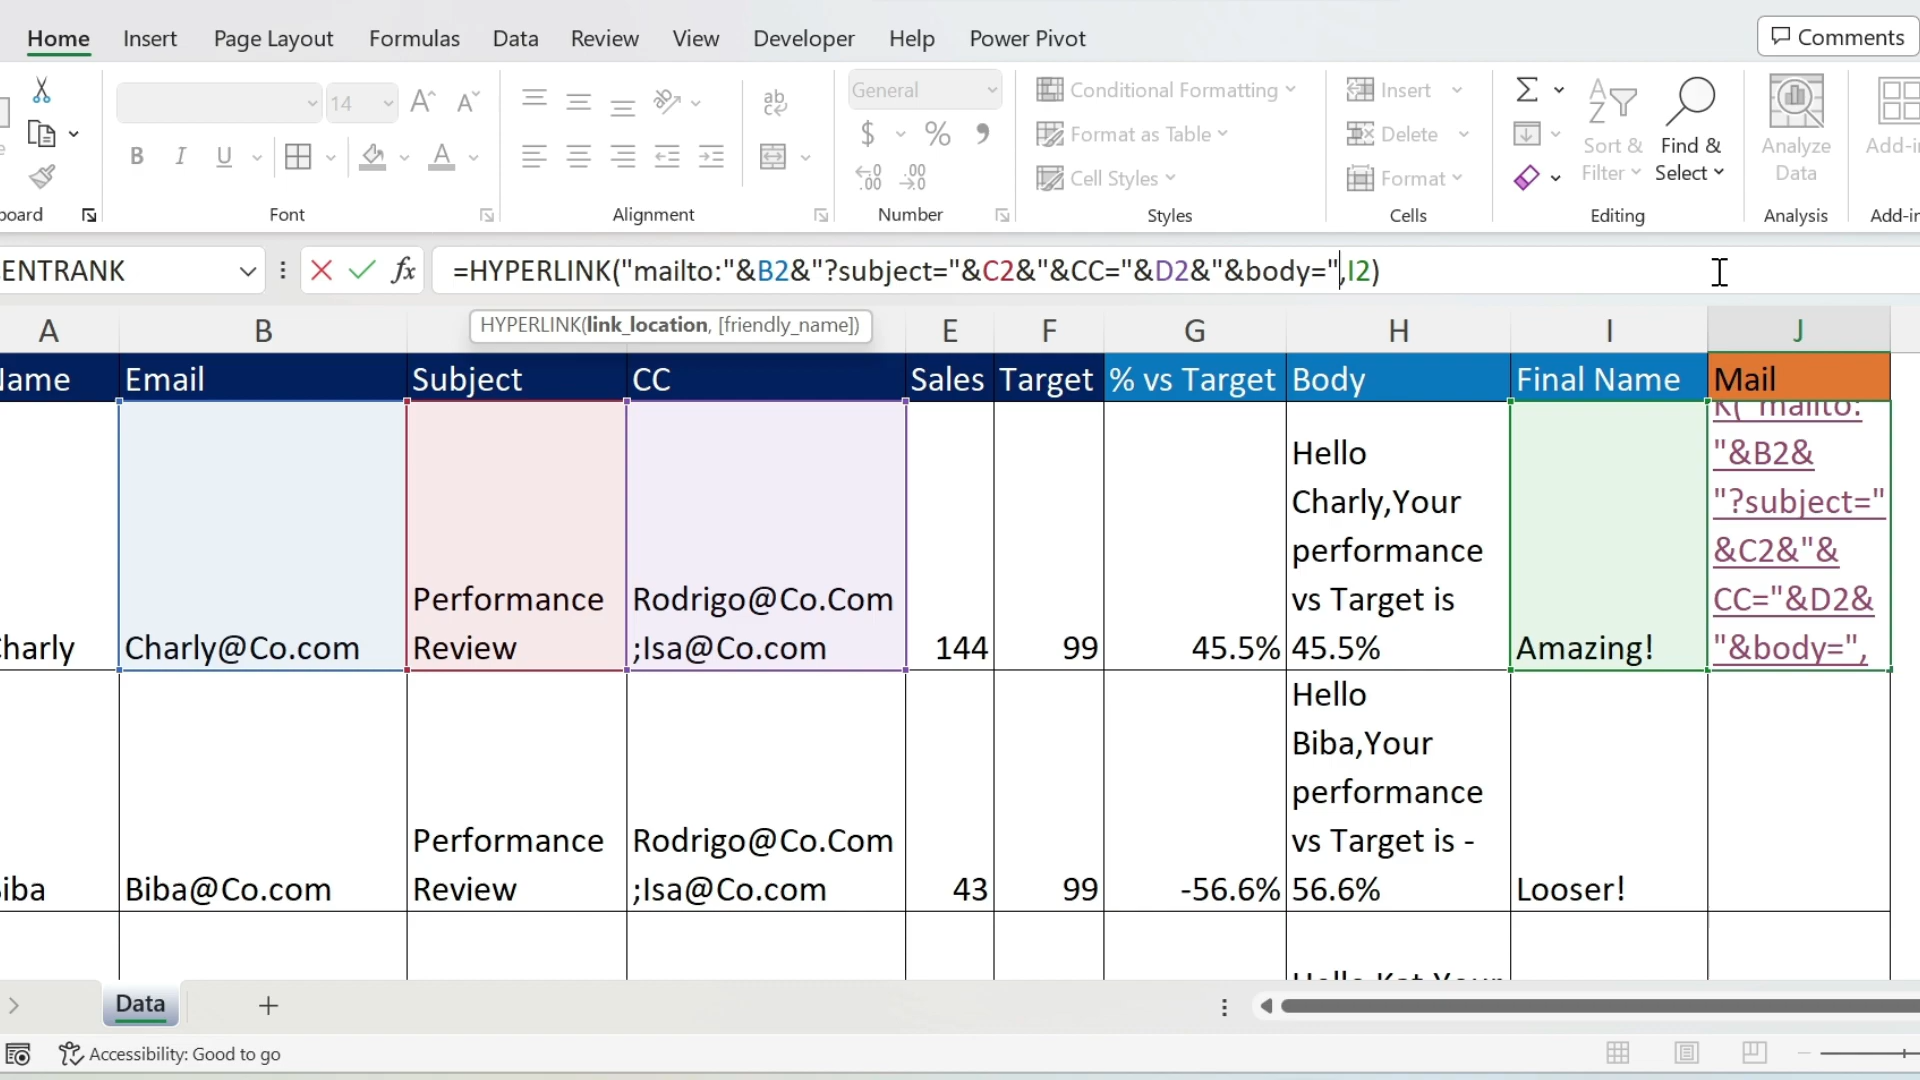 Home Insert Page Layout Formulas Data Review View Developer Help Power Pivot Comments
14
General
Conditional Formatting
Format as Table
Cell Styles
Insert
Delete
Format
Sort &
Filter
Find &
Select
Analyze
Data
Add-in
board Font Alignment Number Styles Cells Editing Analysis Add-in
ENTRANK fx =HYPERLINK("mailto:"&B2&"?subject="&C2&"&CC="&D2&"&body=",I2)
HYPERLINK(link_location, [friendly_name])
A B E F G H I J
Name Email Subject CC Sales Target % vs Target Body Final Name Mail
Charly
Charly@Co.com
Performance
Review
Rodrigo@Co.Com
;Isa@Co.com
144
99
45.5%
Hello
Charly,Your
performance
vs Target is
45.5%
Amazing!
K("mailto:
"&B2&
"?subject="
&C2&"&
CC="&D2&
"&body=",
Biba
Biba@Co.com
Performance
Review
Rodrigo@Co.Com
;Isa@Co.com
43
99
-56.6%
Hello
Biba,Your
performance
vs Target is -
56.6%
Looser!
Hello Kat,Your
Data
Accessibility: Good to go